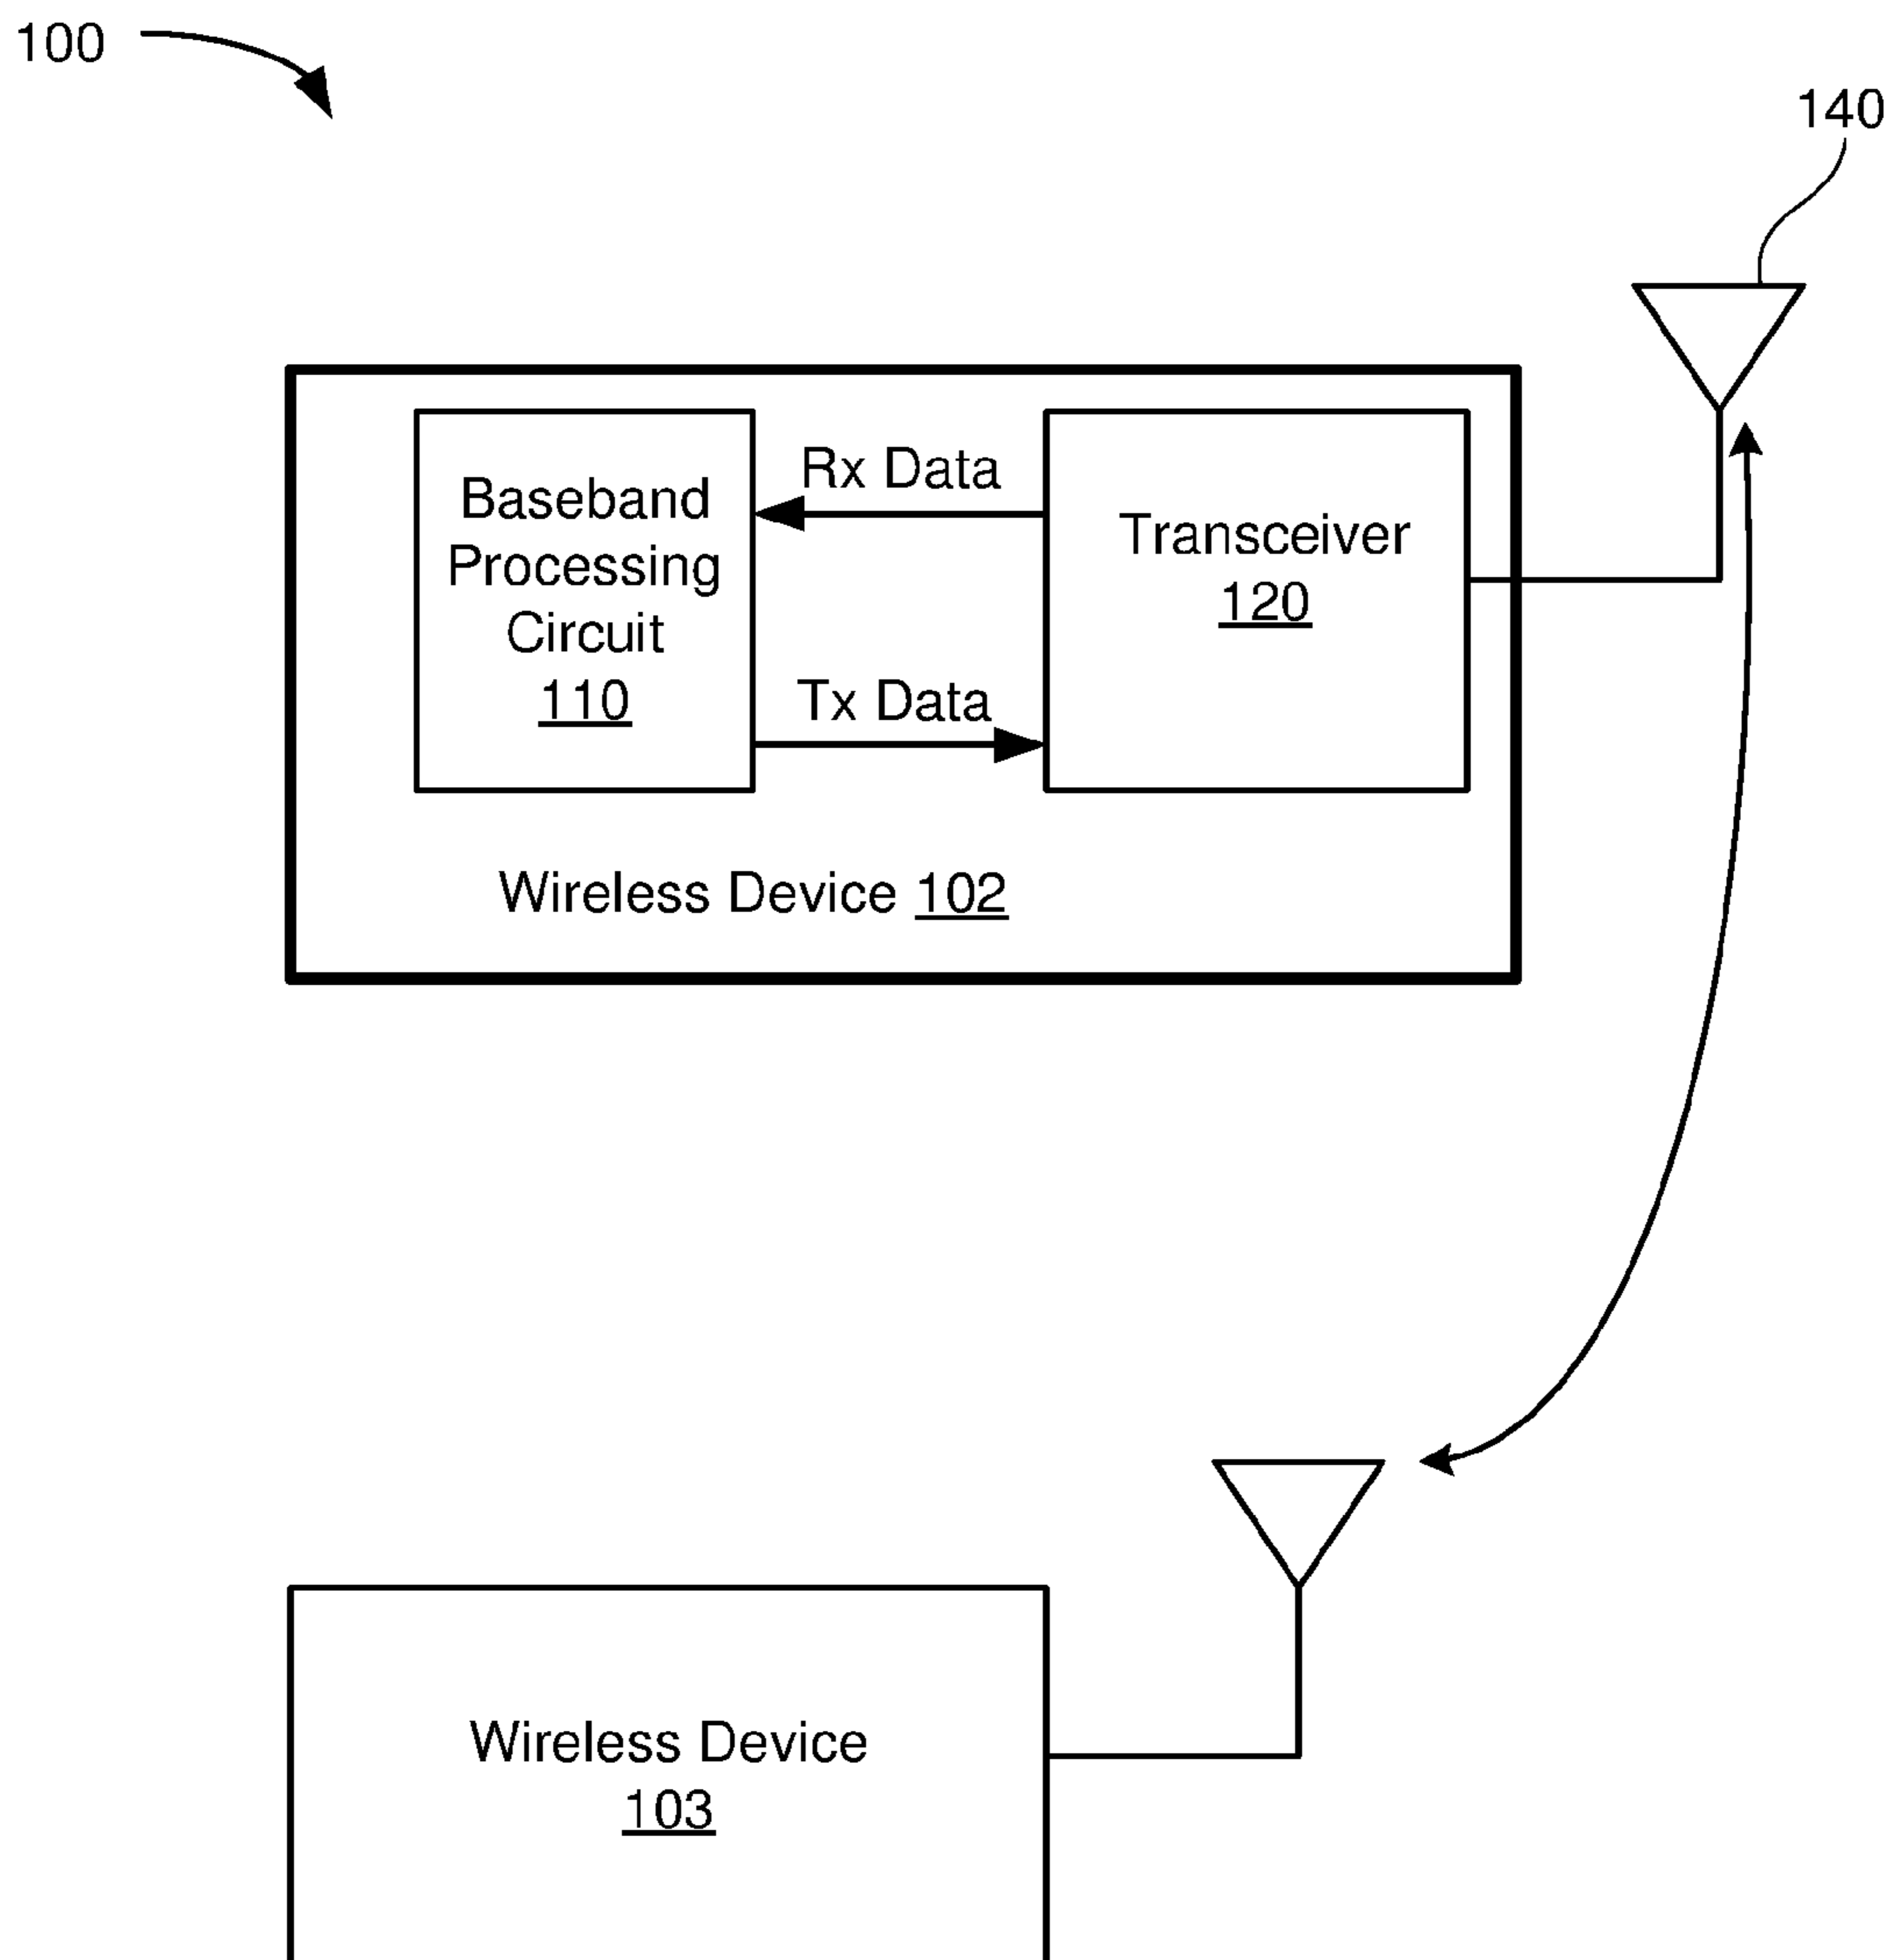 100
140
Baseband
Processing
Circuit
110
Rx Data
Tx Data
Transceiver
120
Wireless Device 102
Wireless Device
103